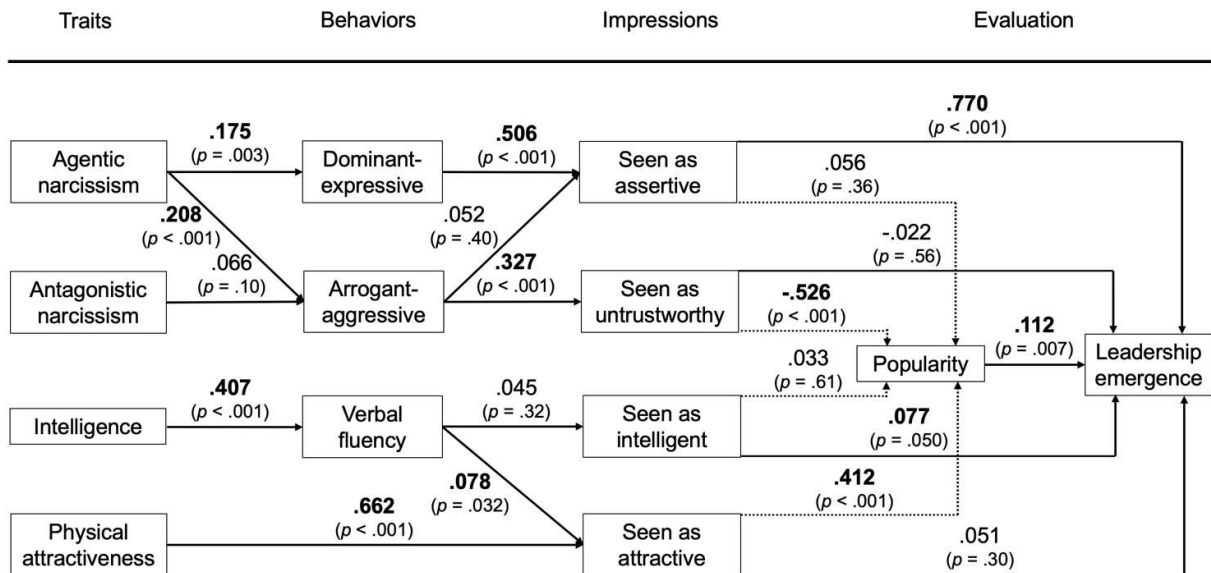 Traits
Behaviors
Impressions
Evaluation
.770
(p < .001)
.175
(p = .003)
.506
(p < .001)
Agentic
narcissism
Dominant-
expressive
Seen as
assertive
.056
(p = .36)
.208
(p < .001)
.052
(p = .40)
-.022
(p = .56)
.066
(p = .10)
.327
(p < .001)
Antagonistic
narcissism
Arrogant-
aggressive
Seen as
untrustworthy
-.526
(p < .001)
.112
(p = .007)
Popularity
Leadership
emergence
.033
(p = .61)
.407
(p < .001)
.045
(p = .32)
Intelligence
Verbal
fluency
Seen as
intelligent
.077
(p = .050)
.078
(p = .032)
.412
(p < .001)
.662
(p < .001)
Physical
attractiveness
Seen as
attractive
.051
(p = .30)